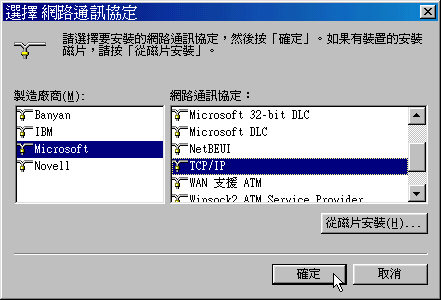 選擇 網路通訊協定
請選擇要安裝的網路通訊協定，然後按「確定」。如果有裝置的安裝
磁片，請按「從磁片安裝」。
製造廠商(M):
網路通訊協定：
Banyan
IBM
Microsoft
Novell
Microsoft 32-bit DLC
Microsoft DLC
NetBEUI
TCP/IP
WAN 支援 ATM
Winsock2 ATM Service Provider
從磁片安裝(H)...
確定
取消